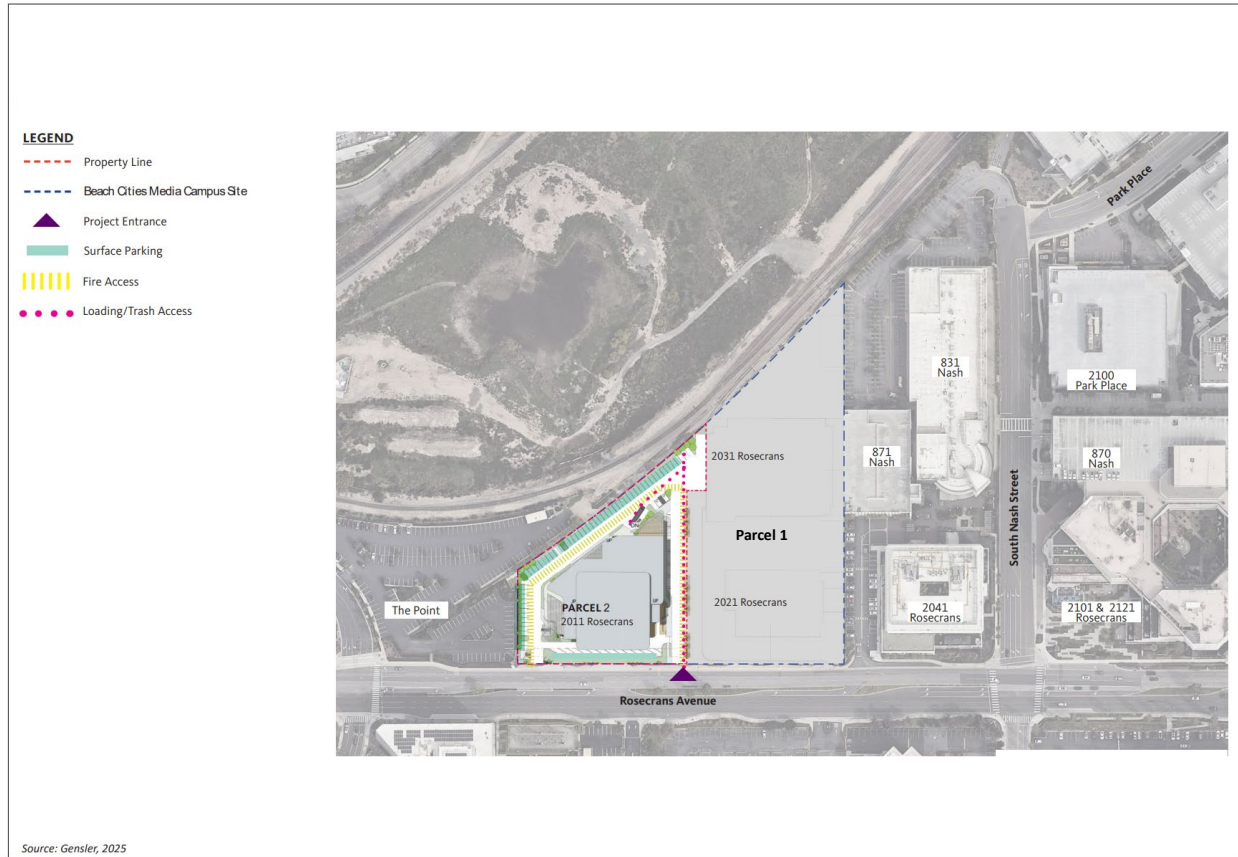 LEGEND
Property Line
Beach Cities Media Campus Site
Project Entrance
Surface Parking
Fire Access
Loading/Trash Access
Park Place
831
Nash
2100
Park Place
2031 Rosecrans
871
Nash
870
Nash
South Nash Street
Parcel 1
The Point
PARCEL 2
2011 Rosecrans
2021 Rosecrans
2041
Rosecrans
2101 & 2121
Rosecrans
Rosecrans Avenue
Source: Gensler, 2025